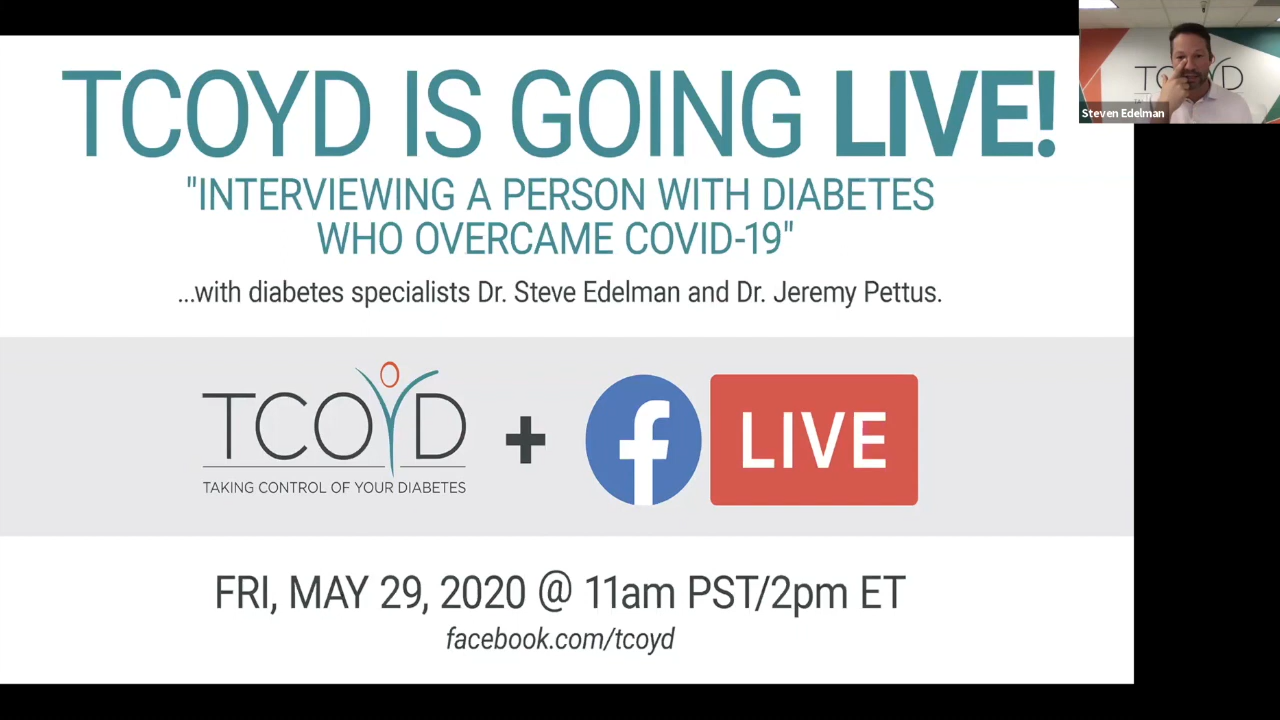 TCOYD IS GOING LIVE!
"INTERVIEWING A PERSON WITH DIABETES
WHO OVERCAME COVID-19"
...with diabetes specialists Dr. Steve Edelman and Dr. Jeremy Pettus.
TCOYD
TAKING CONTROL OF YOUR DIABETES
+
f
LIVE
FRI, MAY 29, 2020 @ 11am PST/2pm ET
facebook.com/tcoyd
TCOYD
Steven Edelman